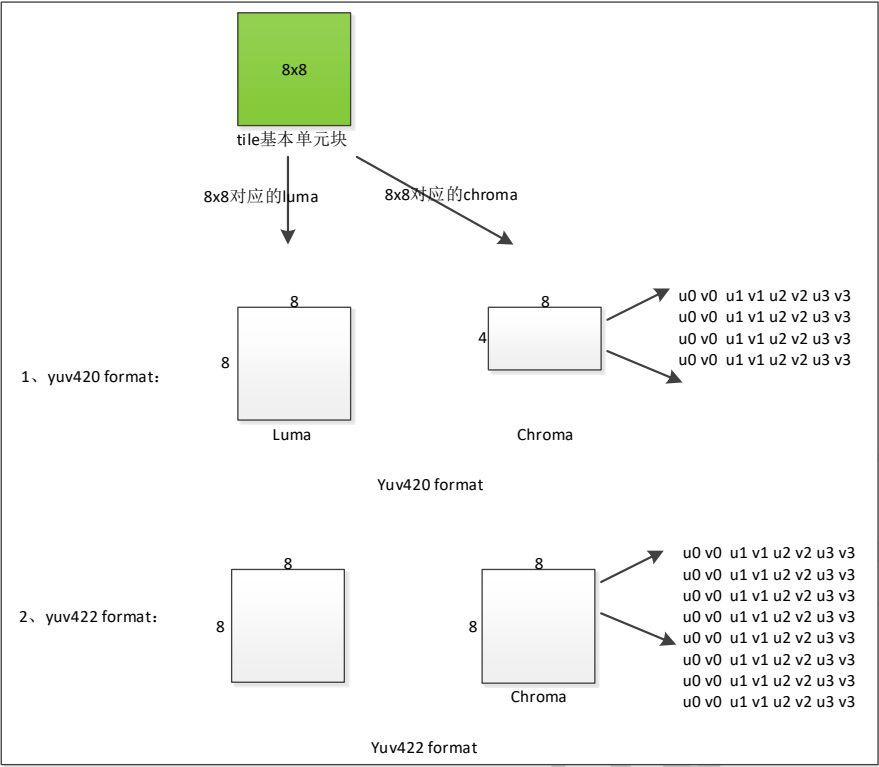 8x8
tile基本单元块
8x8对应的luma
8x8对应的chroma
8
8
u0 v0 u1 v1 u2 v2 u3 v3
u0 v0 u1 v1 u2 v2 u3 v3
u0 v0 u1 v1 u2 v2 u3 v3
u0 v0 u1 v1 u2 v2 u3 v3
4
8
1、yuv420 format：
Luma
Chroma
Yuv420 format
8
8
u0 v0 u1 v1 u2 v2 u3 v3
u0 v0 u1 v1 u2 v2 u3 v3
u0 v0 u1 v1 u2 v2 u3 v3
u0 v0 u1 v1 u2 v2 u3 v3
u0 v0 u1 v1 u2 v2 u3 v3
u0 v0 u1 v1 u2 v2 u3 v3
u0 v0 u1 v1 u2 v2 u3 v3
u0 v0 u1 v1 u2 v2 u3 v3
2、yuv422 format：
8
8
Chroma
Yuv422 format